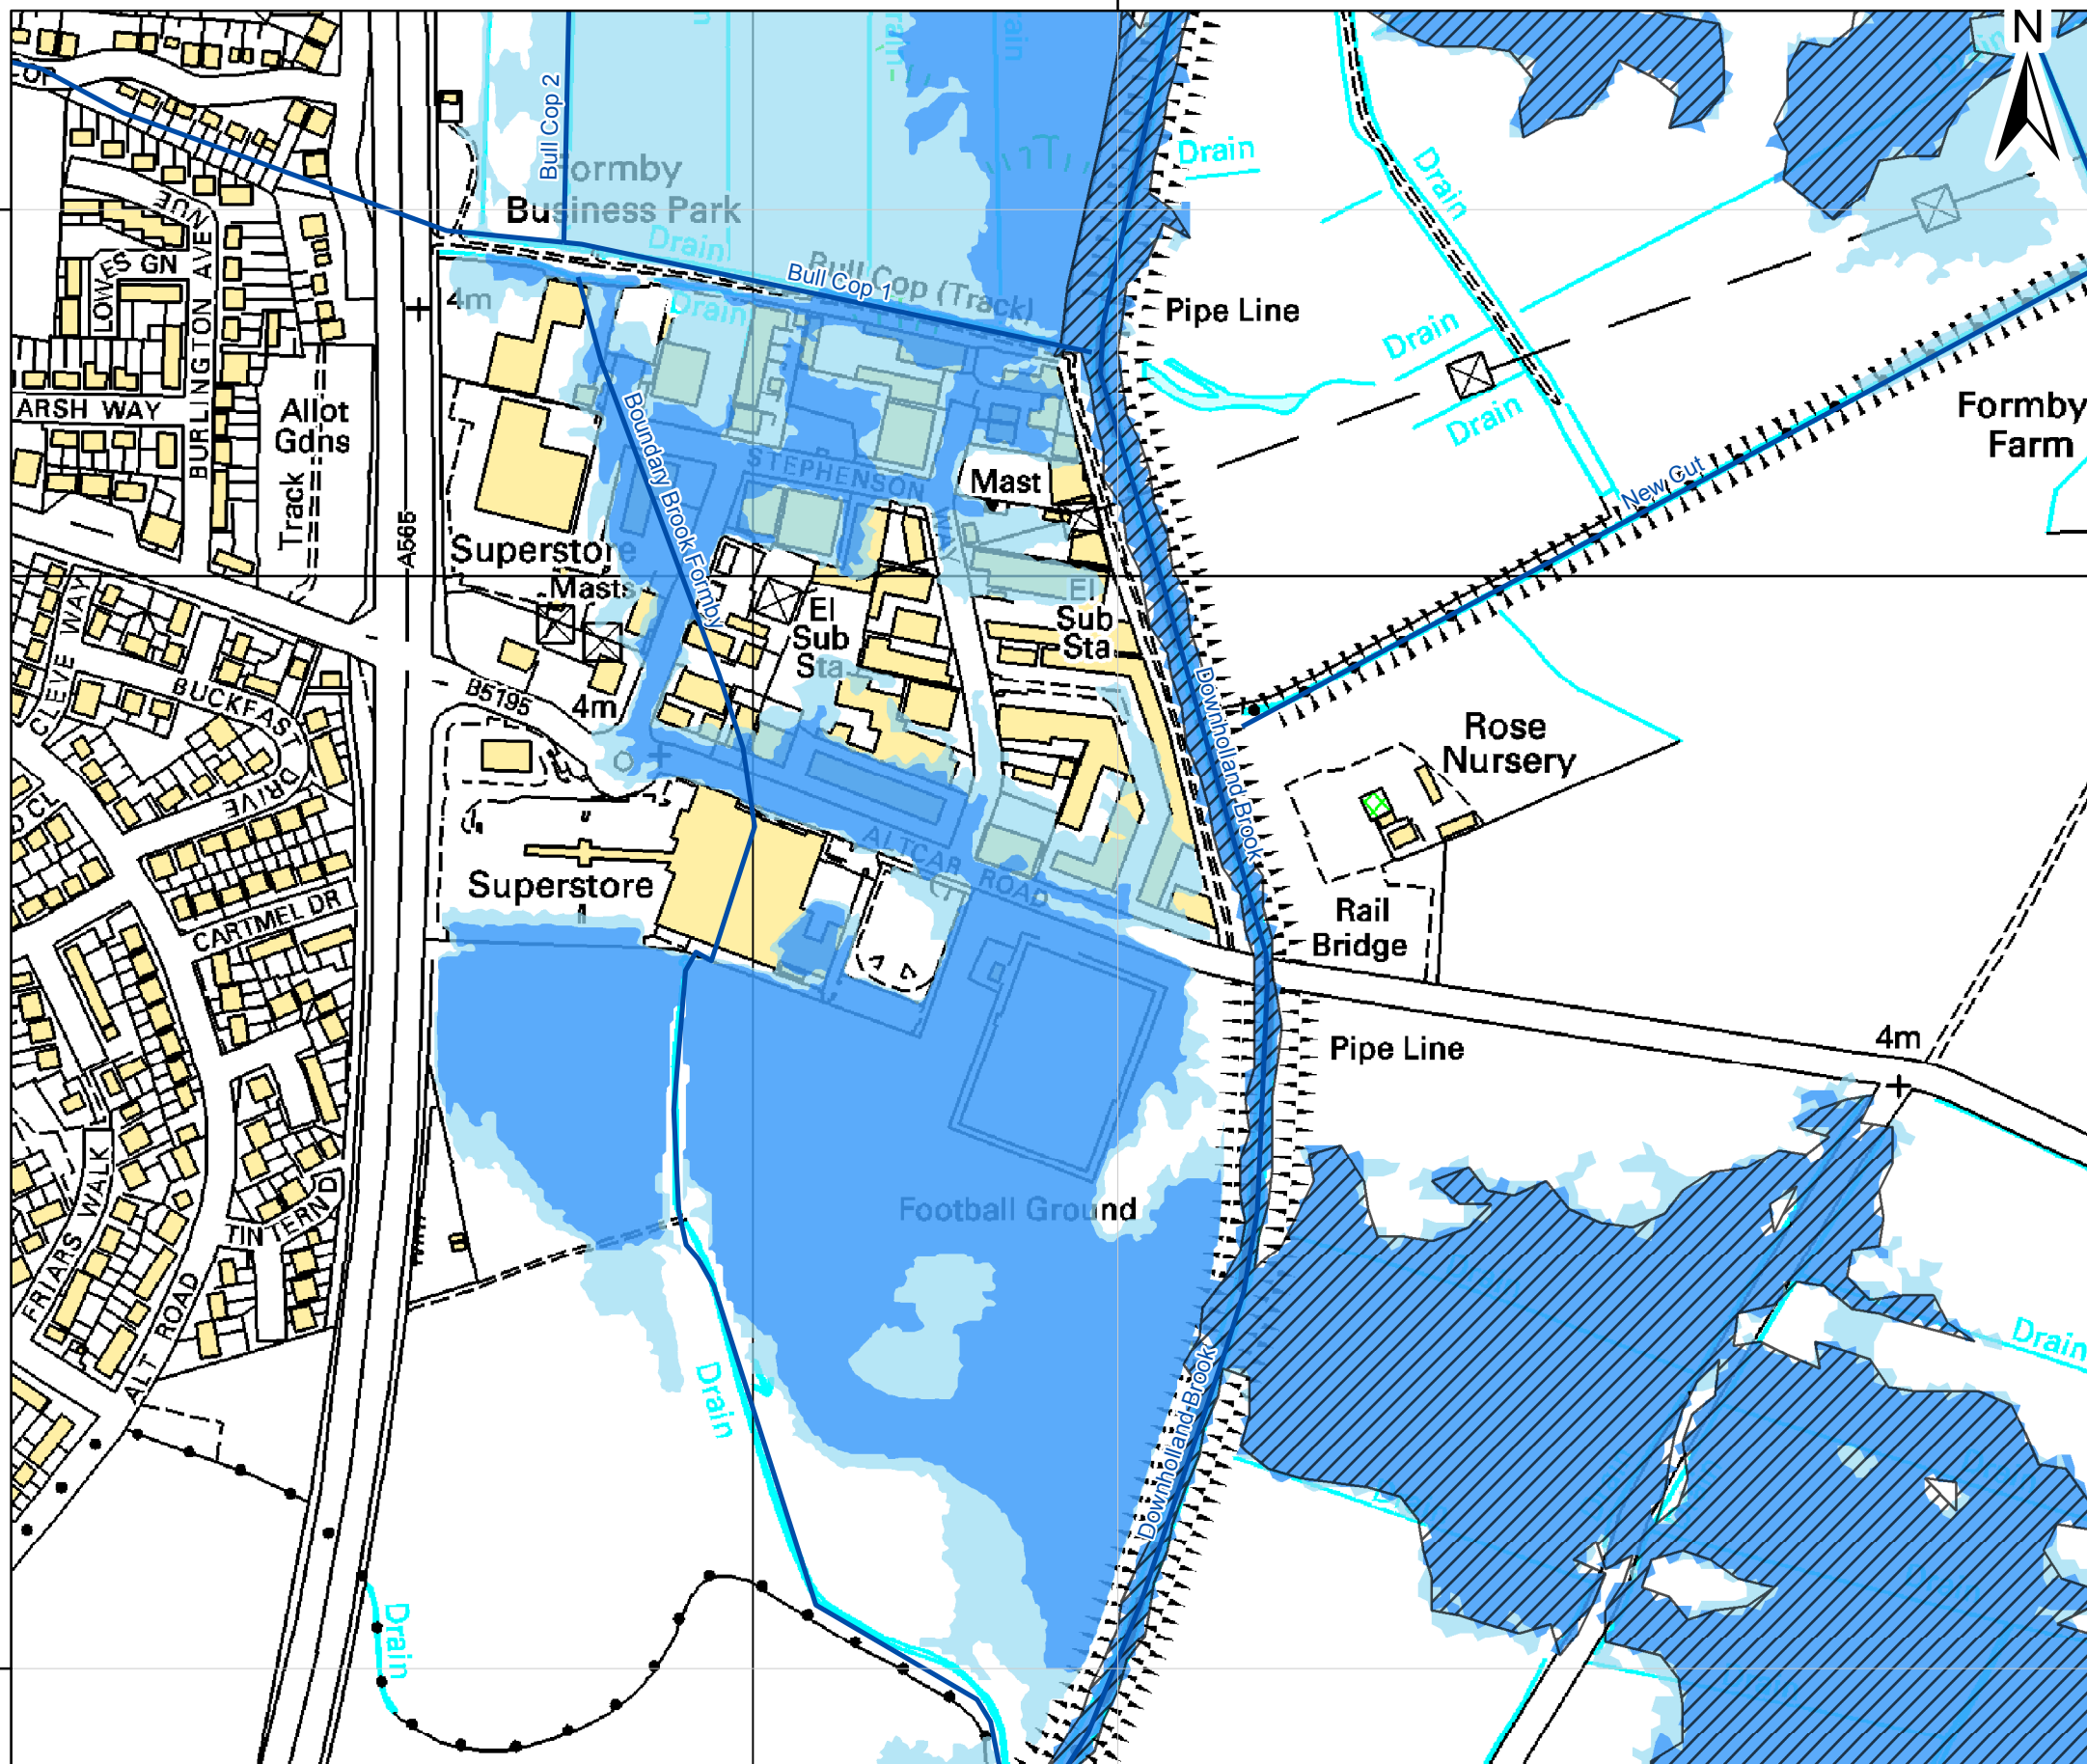 N
Bull Cop 2
Drain
Drain
Formby
Business Park
Drain
AVENUE
LOWES GN
BURLINGTON
Bull Cop (Track)
Bull Cop 1
Drain
4m
Pipe Line
Drain
Drain
Drain
ARSH WAY
Allot
Gdns
Track
A565
Formby
Farm
STEPHENSON
WAY
Mast
New Cut
Boundary Brook Formby
Superstore
Masts
El
Sub
Sta
El
Sub
Sta
CLEVE WAY
BUCKFAST
DRIVE
B5195
4m
Downholland Brook
Rose
Nursery
Superstore
ALTCAR ROAD
CARTMEL DR
Rail
Bridge
4m
Pipe Line
Football Ground
FRIARS WALK
TINTERN D
ALT ROAD
Drain
Drain
Downholland Brook
Drain